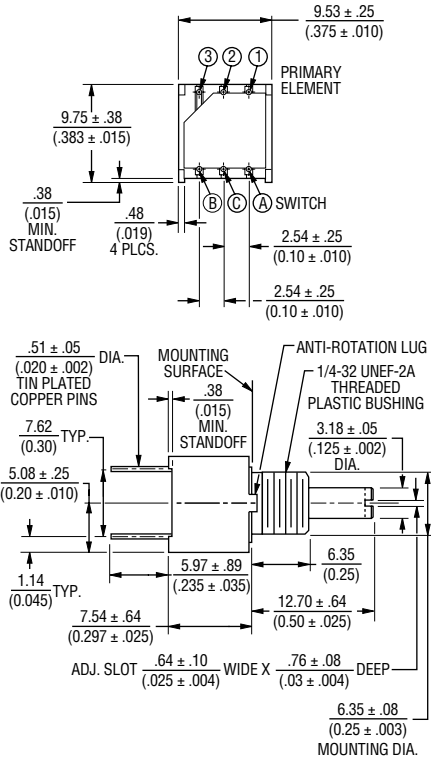 9.53 ± .25
(.375 ± .010)
3
2
1
PRIMARY
ELEMENT
9.75 ± .38
(.383 ± .015)
.38
(.015)
MIN.
STANDOFF
.48
(.019)
4 PLCS.
B
C
A
SWITCH
2.54 ± .25
(0.10 ± .010)
2.54 ± .25
(0.10 ± .010)
.51 ± .05
(.020 ± .002)
DIA.
TIN PLATED
COPPER PINS
MOUNTING
SURFACE
ANTI-ROTATION LUG
1/4-32 UNEF-2A
THREADED
PLASTIC BUSHING
.38
(.015)
MIN.
STANDOFF
3.18 ± .05
(.125 ± .002)
DIA.
7.62
(0.30)
TYP.
5.08 ± .25
(0.20 ± .010)
1.14
(0.045)
TYP.
5.97 ± .89
(.235 ± .035)
6.35
(0.25)
7.54 ± .64
(0.297 ± .025)
12.70 ± .64
(0.50 ± .025)
ADJ. SLOT .64 ± .10 WIDE X .76 ± .08 DEEP
(.025 ± .004) (.03 ± .004)
6.35 ± .08
(0.25 ± .003)
MOUNTING DIA.